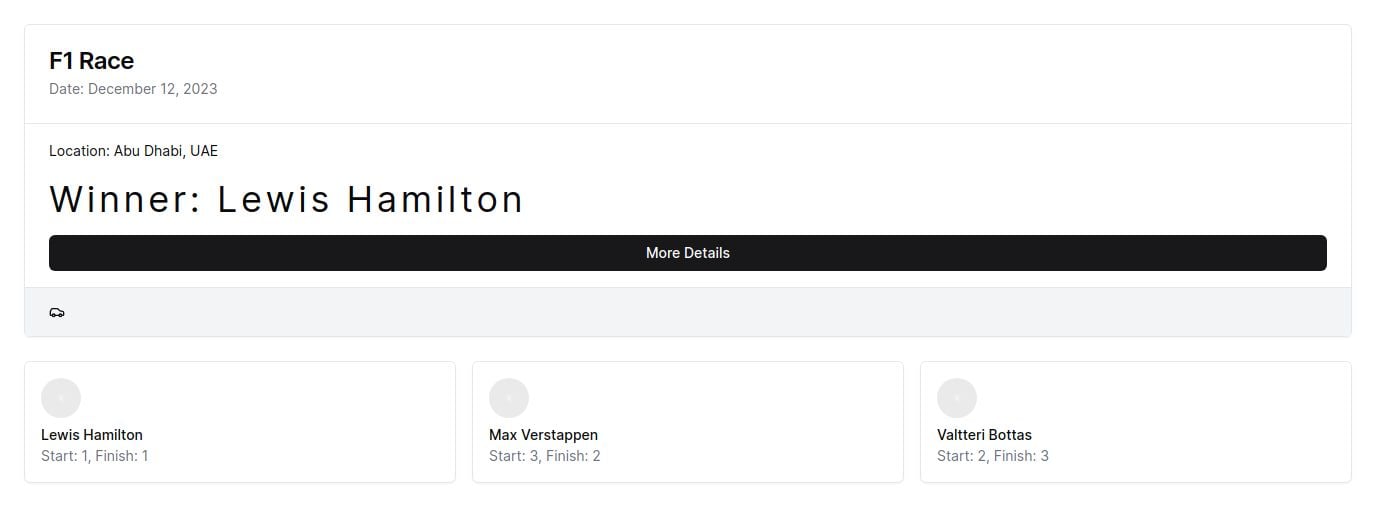 F1 Race
Date: December 12, 2023
Location: Abu Dhabi, UAE
Winner: Lewis Hamilton
More Details
Lewis Hamilton
Start: 1, Finish: 1
Max Verstappen
Start: 3, Finish: 2
Valtteri Bottas
Start: 2, Finish: 3